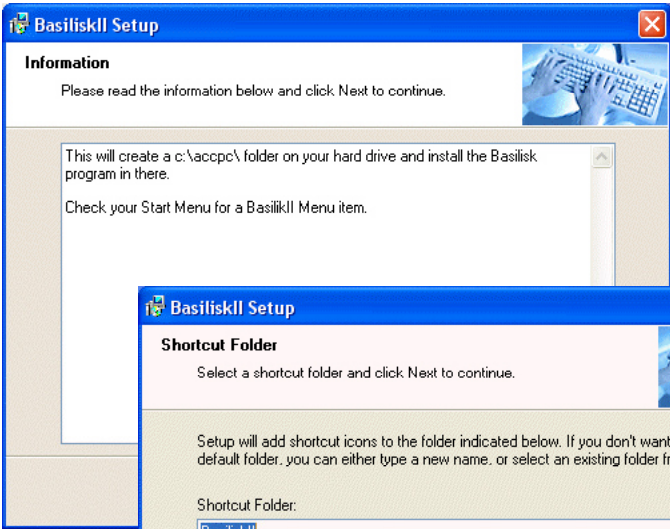 BasiliskII Setup
Information
Please read the information below and click Next to continue.
This will create a c:\accpc\ folder on your hard drive and install the Basilisk
program in there.
Check your Start Menu for a BasilikII Menu item.
BasiliskII Setup
Shortcut Folder
Select a shortcut folder and click Next to continue.
Setup will add shortcut icons to the folder indicated below. If you don't want
default folder, you can either type a new name, or select an existing folder fr
Shortcut Folder:
BasiliskII